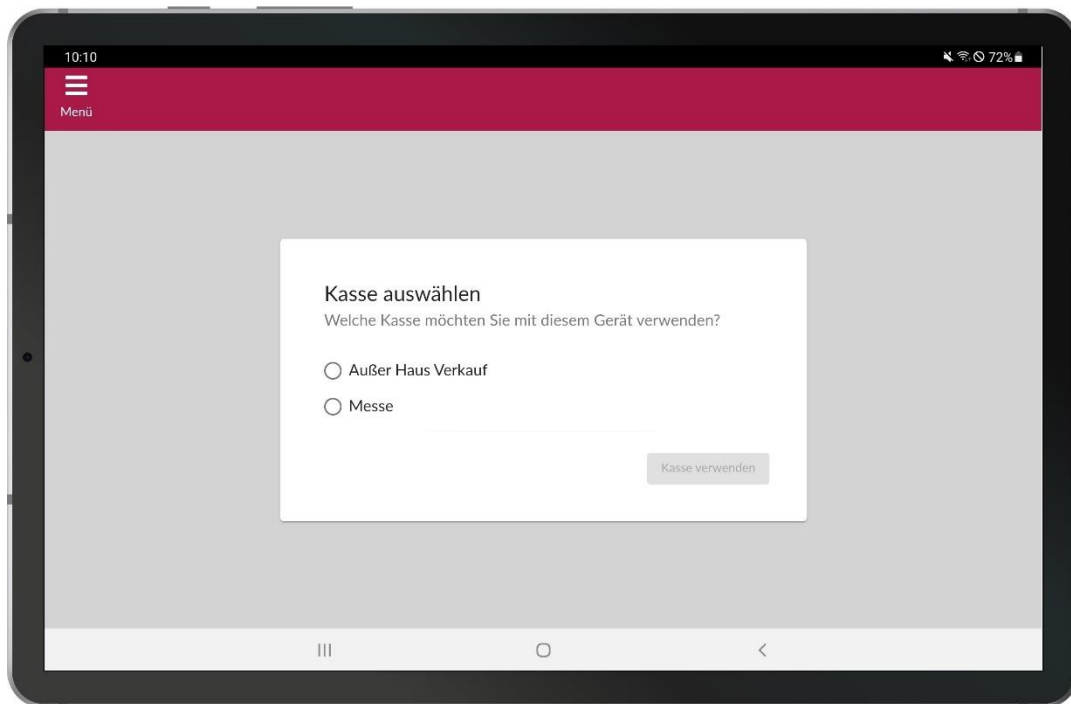 10:10
72%
Menü
Kasse auswählen
Welche Kasse möchten Sie mit diesem Gerät verwenden?
Außer Haus Verkauf
Messe
Kasse verwenden